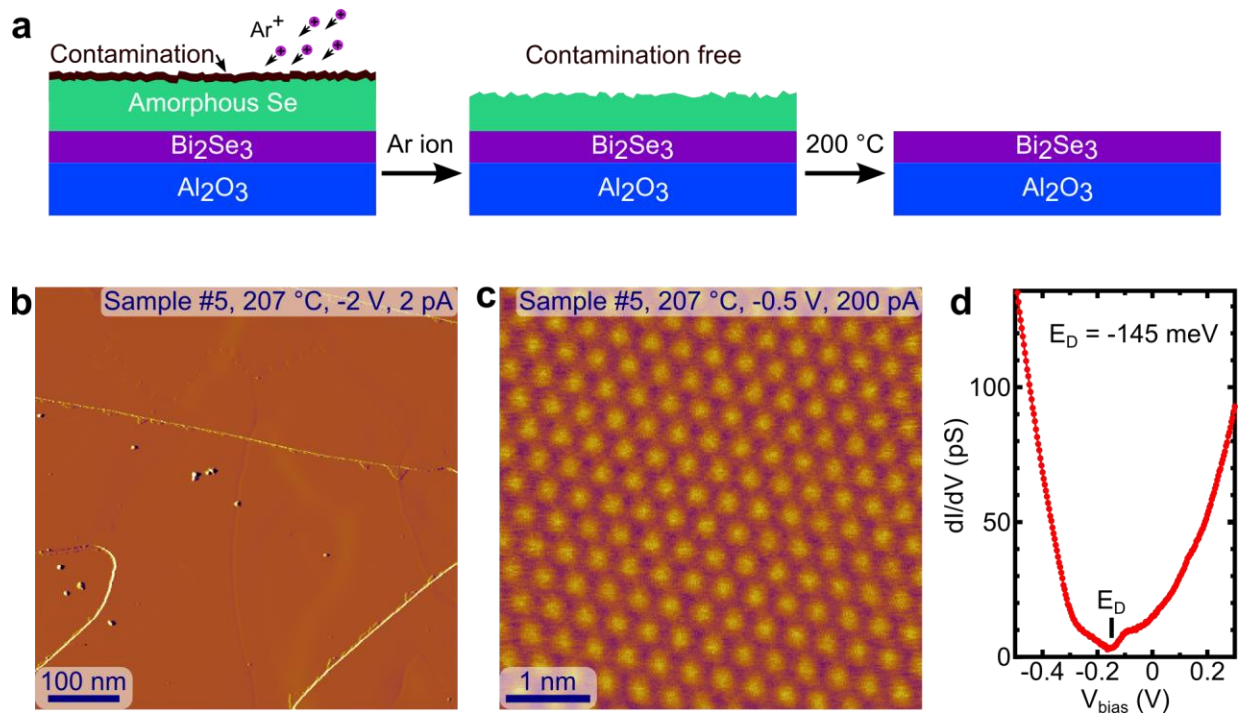 a
Ar+
Contamination
Amorphous Se
Bi2Se3
Al2O3
Ar ion
Contamination free
Bi2Se3
Al2O3
200 °C
Bi2Se3
Al2O3
b
Sample #5, 207 °C, -2 V, 2 pA
100 nm
c
Sample #5, 207 °C, -0.5 V, 200 pA
1 nm
d
ED = -145 meV
ED
dI/dV (pS)
100
50
0
-0.4
-0.2
0
0.2
Vbias (V)